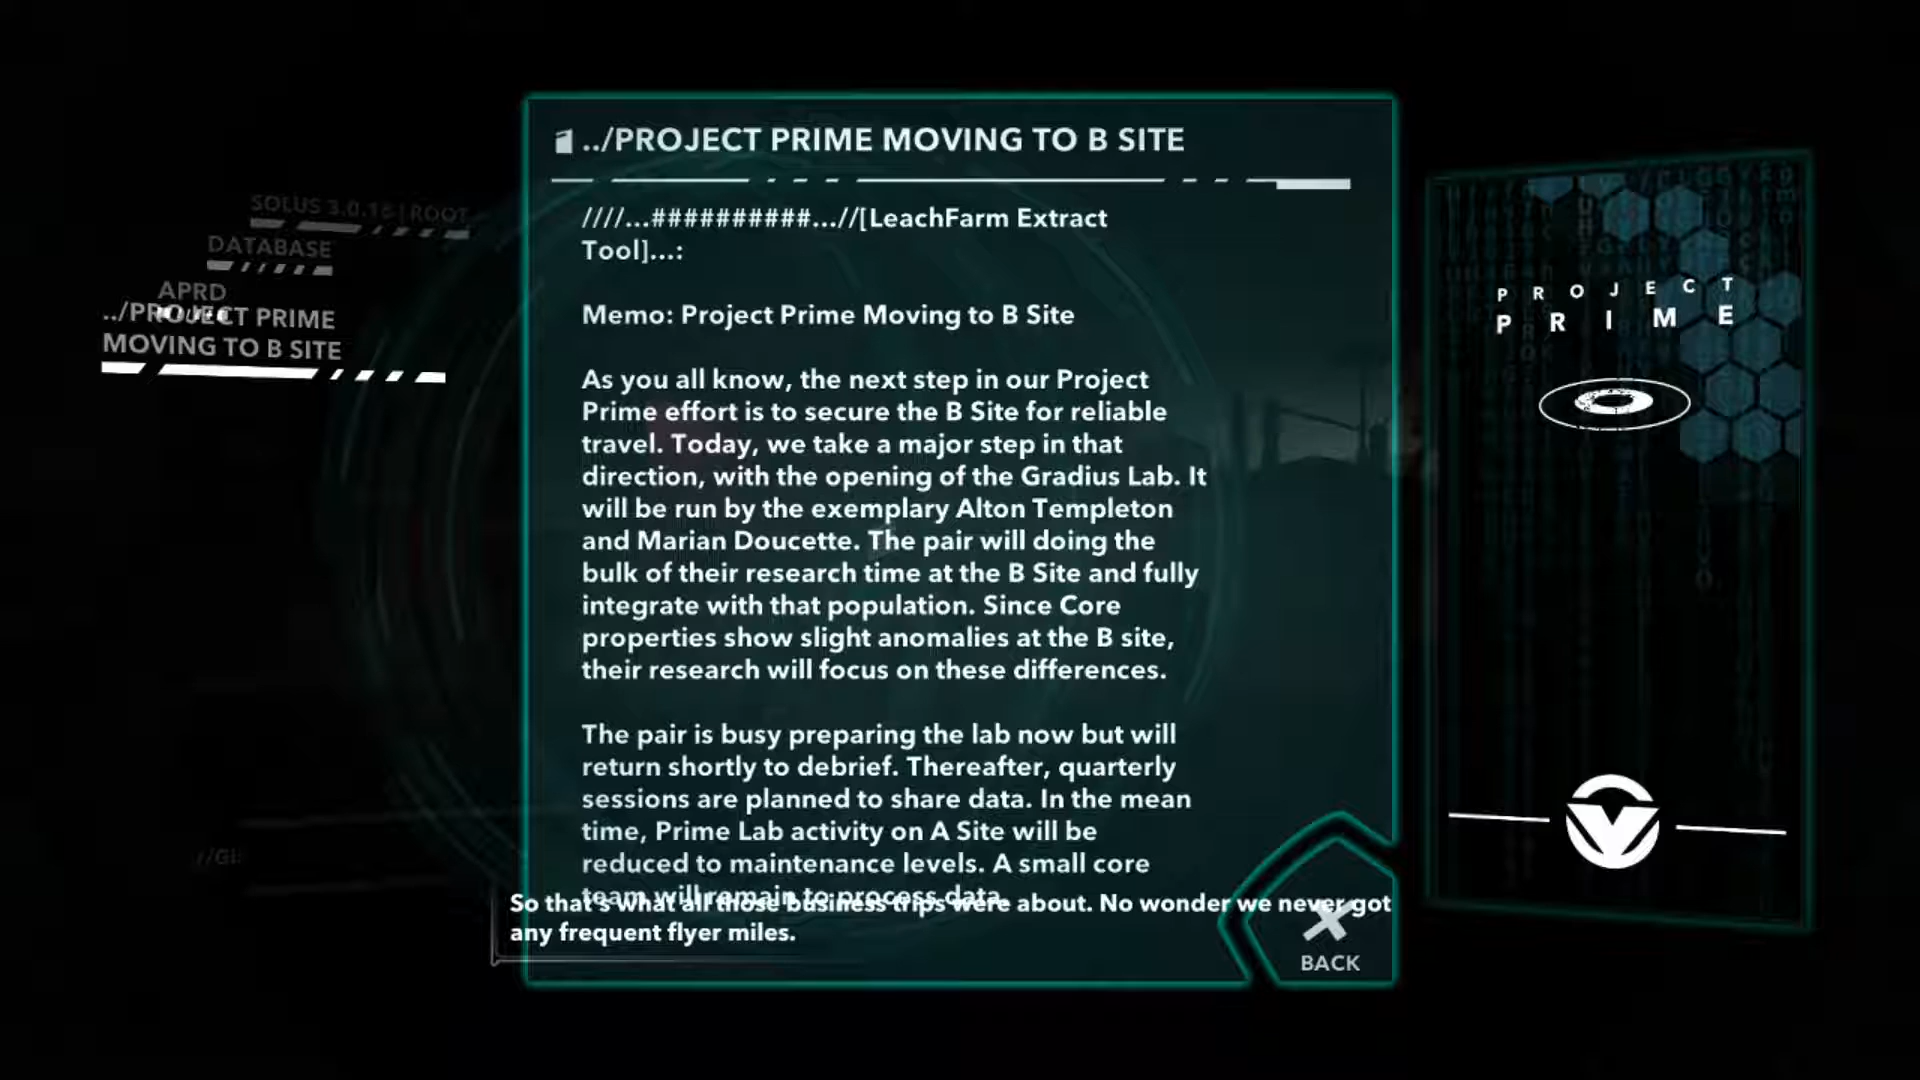 ../PROJECT PRIME MOVING TO B SITE
////...##########...//[LeachFarm Extract
Tool]...:
Memo: Project Prime Moving to B Site
As you all know, the next step in our Project
Prime effort is to secure the B Site for reliable
travel. Today, we take a major step in that
direction, with the opening of the Gradius Lab. It
will be run by the exemplary Alton Templeton
and Marian Doucette. The pair will doing the
bulk of their research time at the B Site and fully
integrate with that population. Since Core
properties show slight anomalies at the B site,
their research will focus on these differences.
The pair is busy preparing the lab now but will
return shortly to debrief. Thereafter, quarterly
sessions are planned to share data. In the mean
time, Prime Lab activity on A Site will be
reduced to maintenance levels. A small core
team will remain to process data.
So that's what all those business trips were about. No wonder we never got
any frequent flyer miles.
BACK
SOLUS 3.0.16 | ROOT
DATABASE
APRD
../PROJECT PRIME
MOVING TO B SITE
PROJECT
PRIME